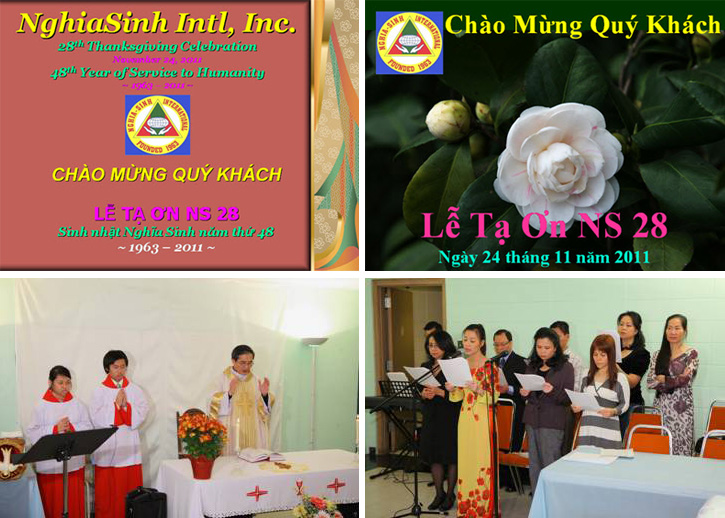 NghiaSinh Intl, Inc.
28th Thanksgiving Celebration
November 24, 2011
48th Year of Service to Humanity
~ 1963 – 2011 ~
NGHIA-SINH INTERNATIONAL
FOUNDED 1963
CHÀO MỪNG QUÝ KHÁCH
LỄ TẠ ƠN NS 28
Sinh nhật Nghĩa Sinh năm thứ 48
~ 1963 – 2011 ~
Chào Mừng Quý Khách
NGHIA-SINH INTERNATIONAL
FOUNDED 1963
Lễ Tạ Ơn NS 28
Ngày 24 tháng 11 năm 2011